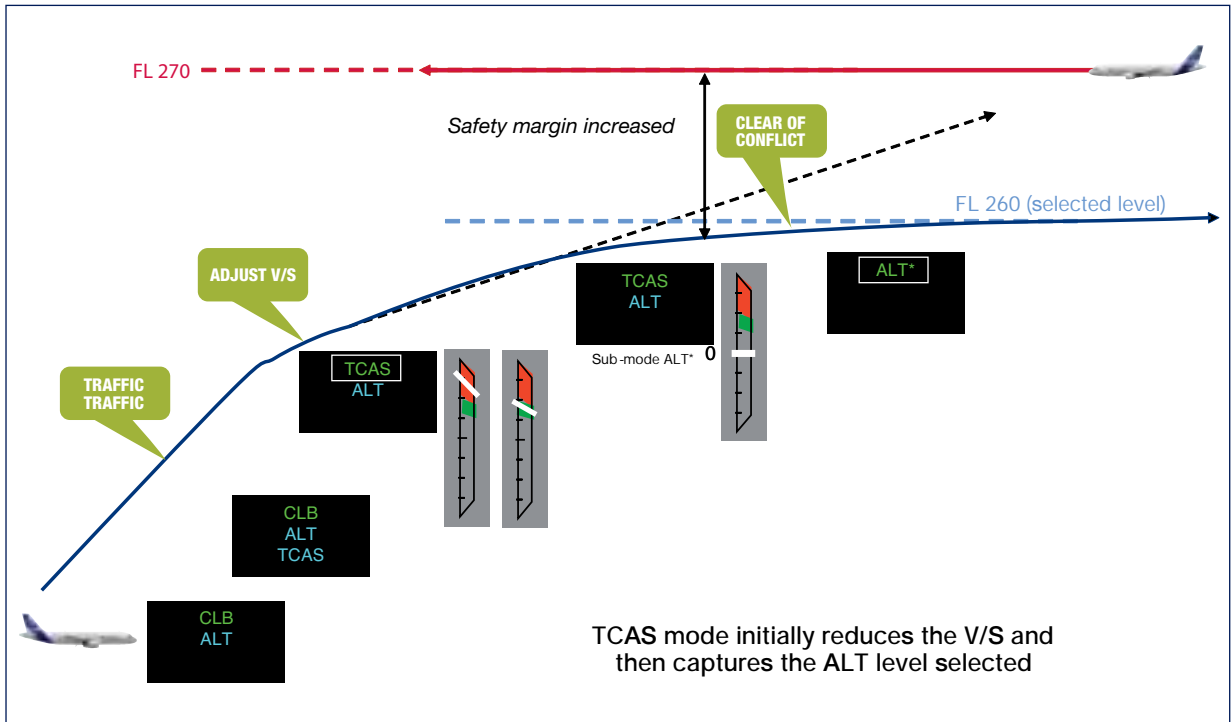 FL 270
Safety margin increased
CLEAR OF
CONFLICT
FL 260 (selected level)
ADJUST V/S
ALT*
TCAS
ALT
Sub-mode ALT*
0
TRAFFIC
TRAFFIC
TCAS
ALT
CLB
ALT
TCAS
CLB
ALT
TCAS mode initially reduces the V/S and
then captures the ALT level selected